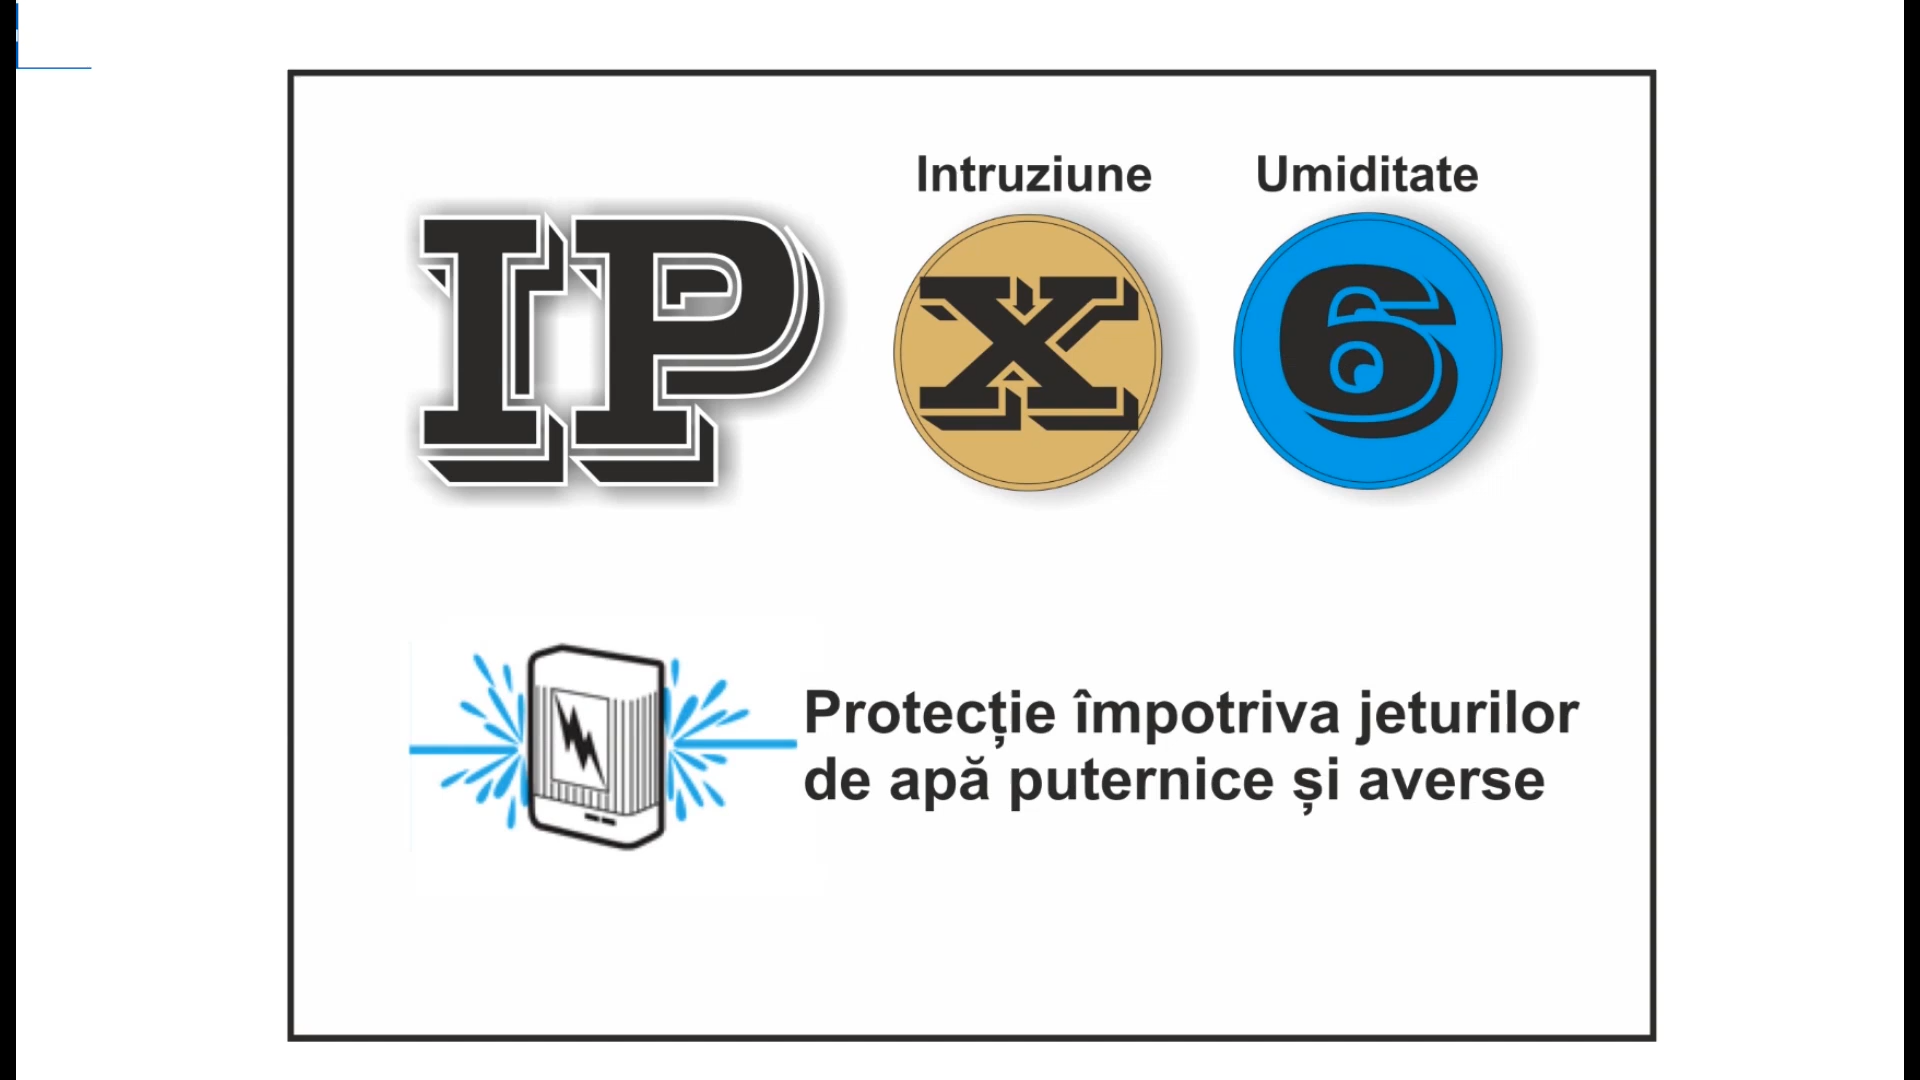 Intruziune Umiditate
IP X 6
Protecție împotriva jeturilor
de apă puternice și averse